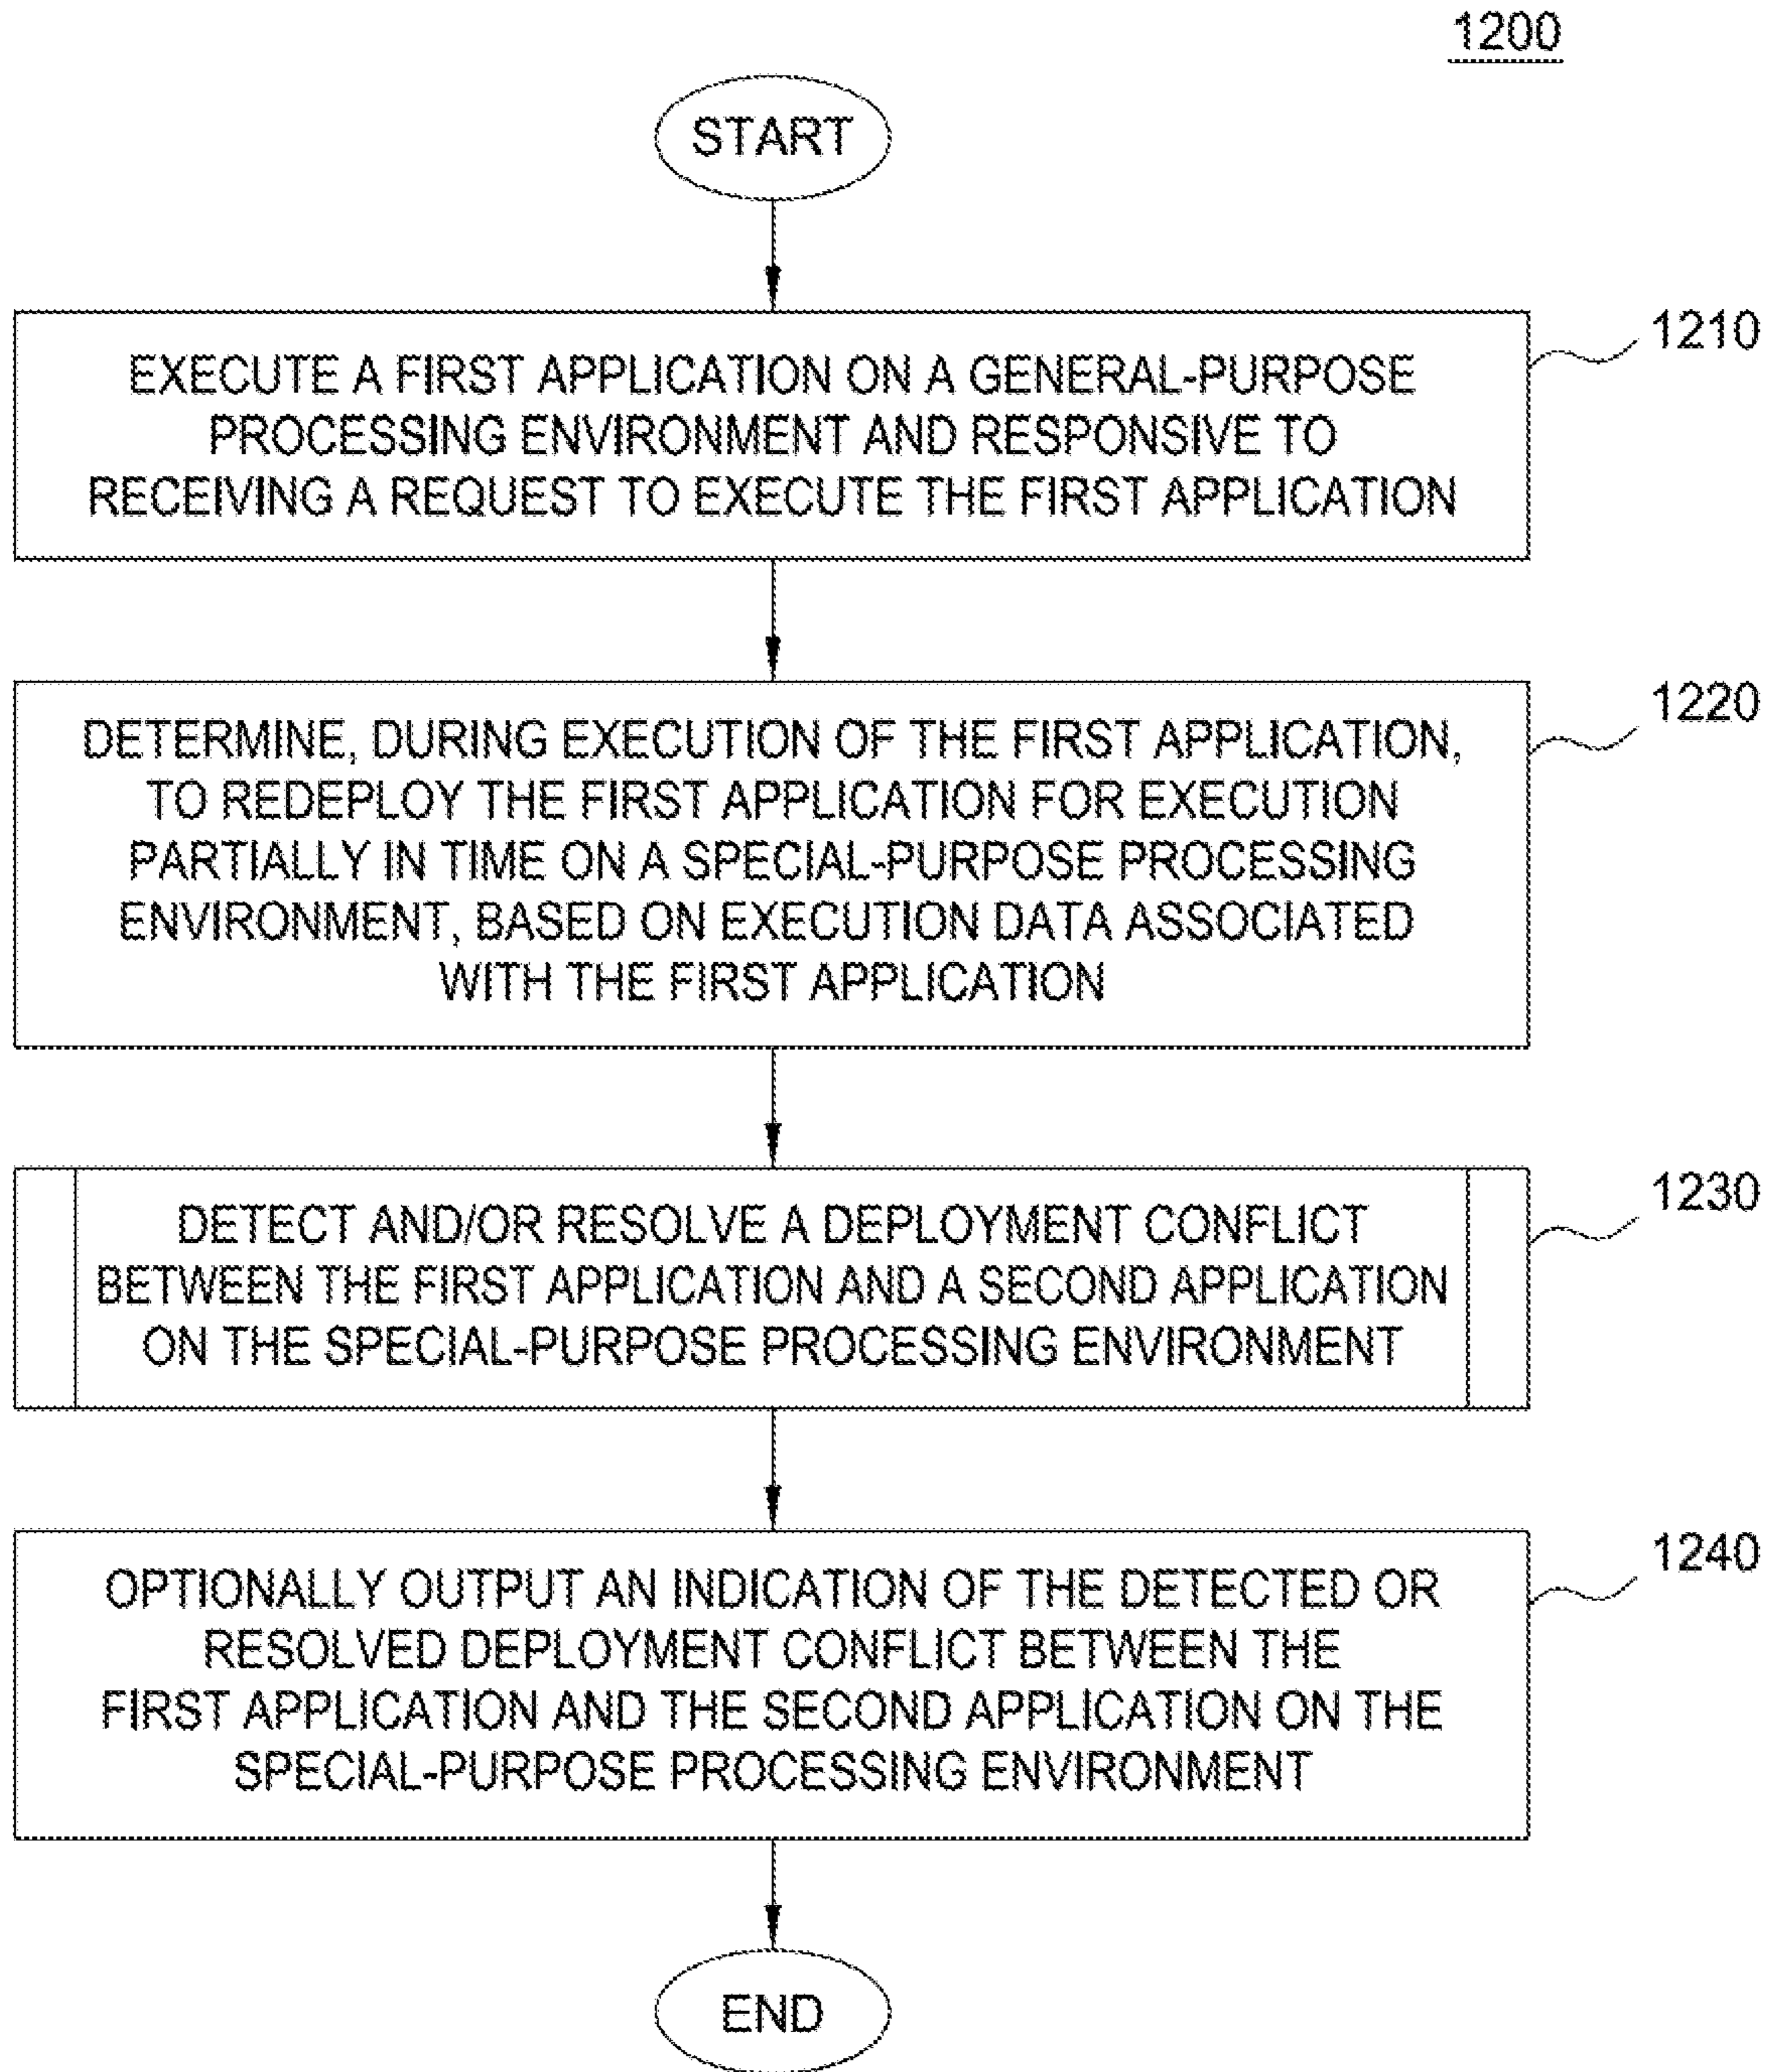 1200
START
EXECUTE A FIRST APPLICATION ON A GENERAL-PURPOSE
PROCESSING ENVIRONMENT AND RESPONSIVE TO
RECEIVING A REQUEST TO EXECUTE THE FIRST APPLICATION
1210
DETERMINE, DURING EXECUTION OF THE FIRST APPLICATION,
TO REDEPLOY THE FIRST APPLICATION FOR EXECUTION
PARTIALLY IN TIME ON A SPECIAL-PURPOSE PROCESSING
ENVIRONMENT, BASED ON EXECUTION DATA ASSOCIATED
WITH THE FIRST APPLICATION
1220
DETECT AND/OR RESOLVE A DEPLOYMENT CONFLICT
BETWEEN THE FIRST APPLICATION AND A SECOND APPLICATION
ON THE SPECIAL-PURPOSE PROCESSING ENVIRONMENT
1230
OPTIONALLY OUTPUT AN INDICATION OF THE DETECTED OR
RESOLVED DEPLOYMENT CONFLICT BETWEEN THE
FIRST APPLICATION AND THE SECOND APPLICATION ON THE
SPECIAL-PURPOSE PROCESSING ENVIRONMENT
1240
END